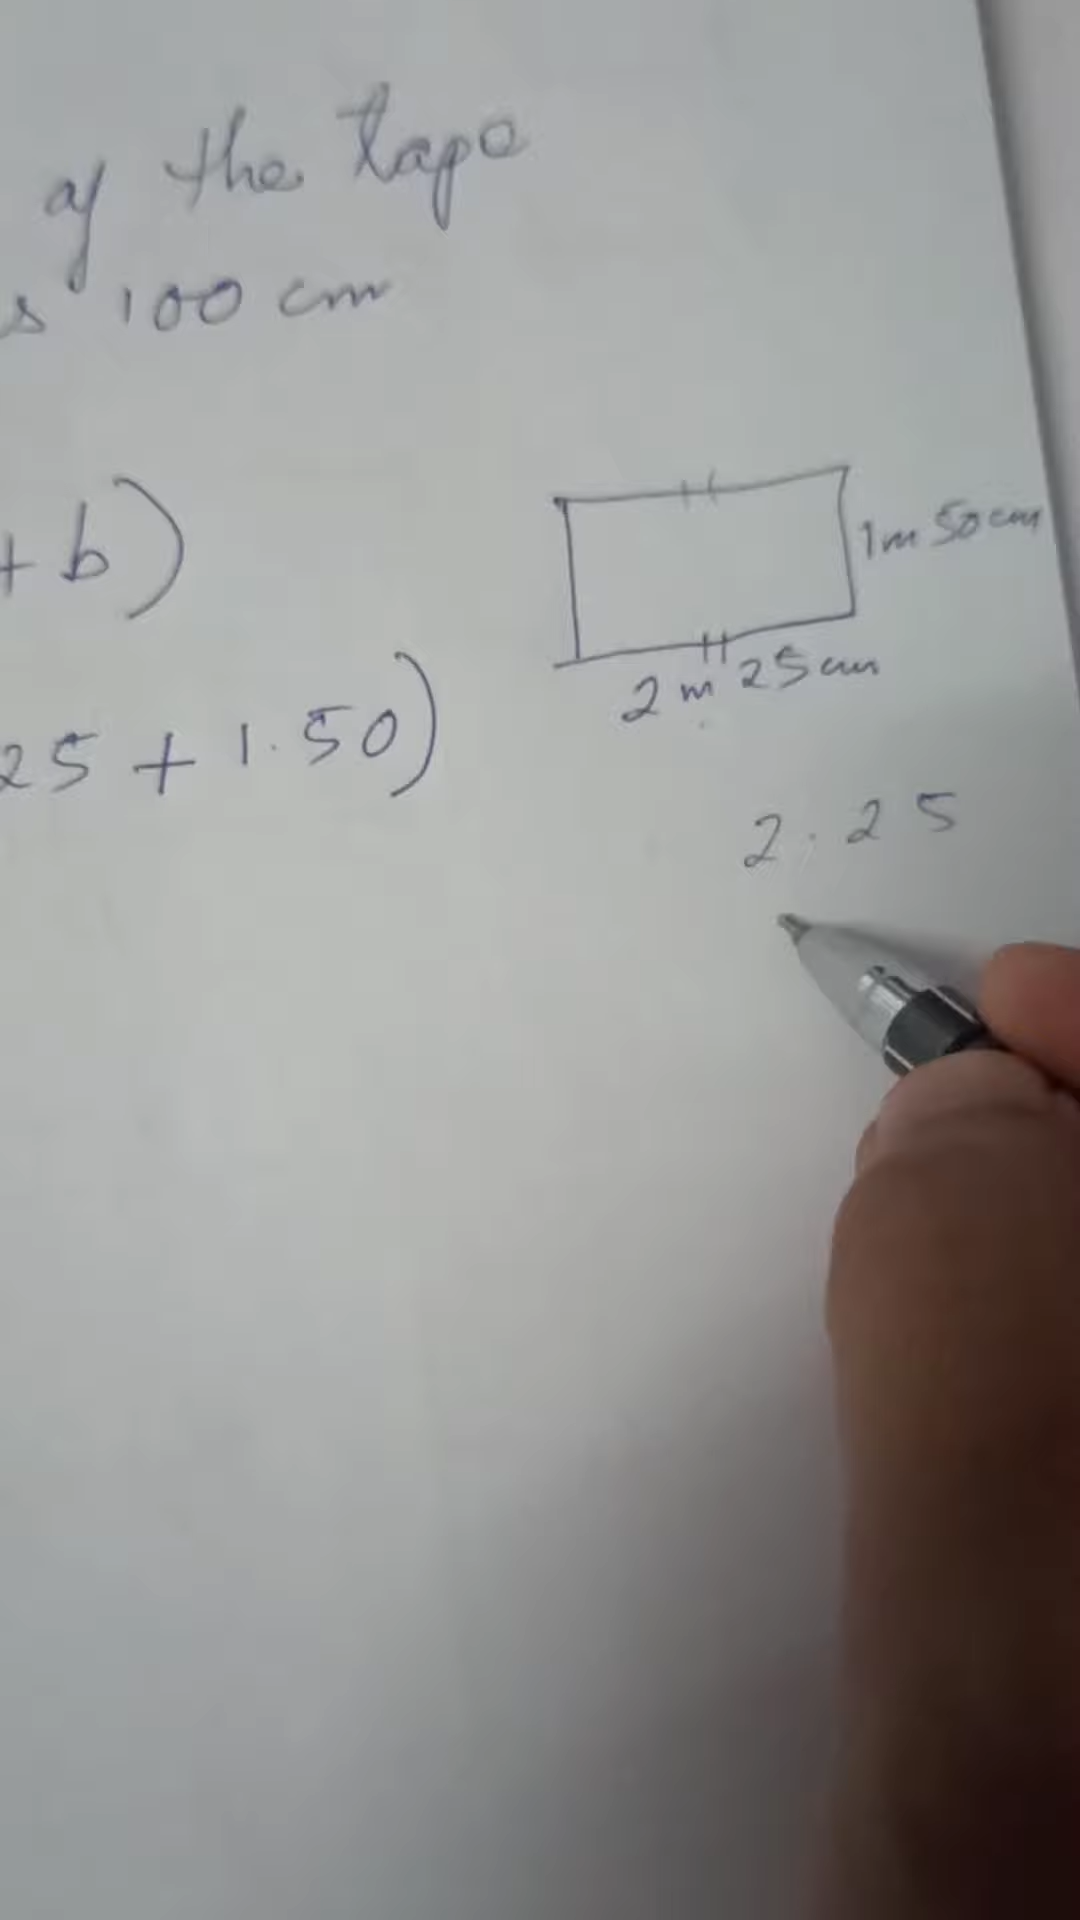 of the tape
s 100 cm
+ b)
1m 50 cm
2 m 25 cm
25 + 1.50)
2.25